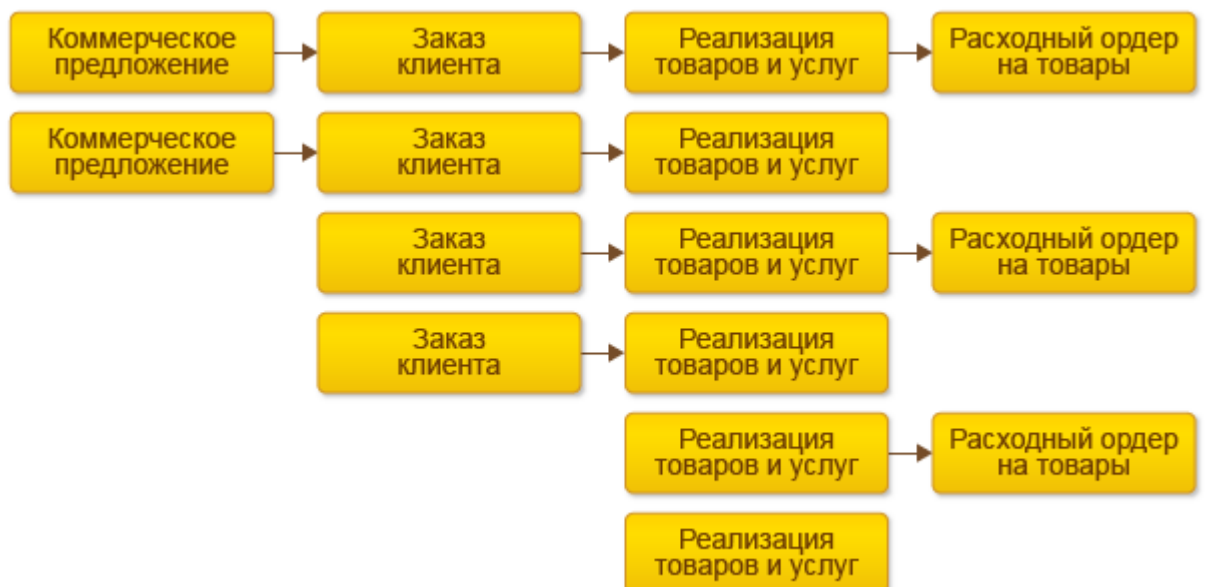 Коммерческое
предложение
Заказ
клиента
Реализация
товаров и услуг
Расходный ордер
на товары
Коммерческое
предложение
Заказ
клиента
Реализация
товаров и услуг
Заказ
клиента
Реализация
товаров и услуг
Расходный ордер
на товары
Заказ
клиента
Реализация
товаров и услуг
Реализация
товаров и услуг
Расходный ордер
на товары
Реализация
товаров и услуг